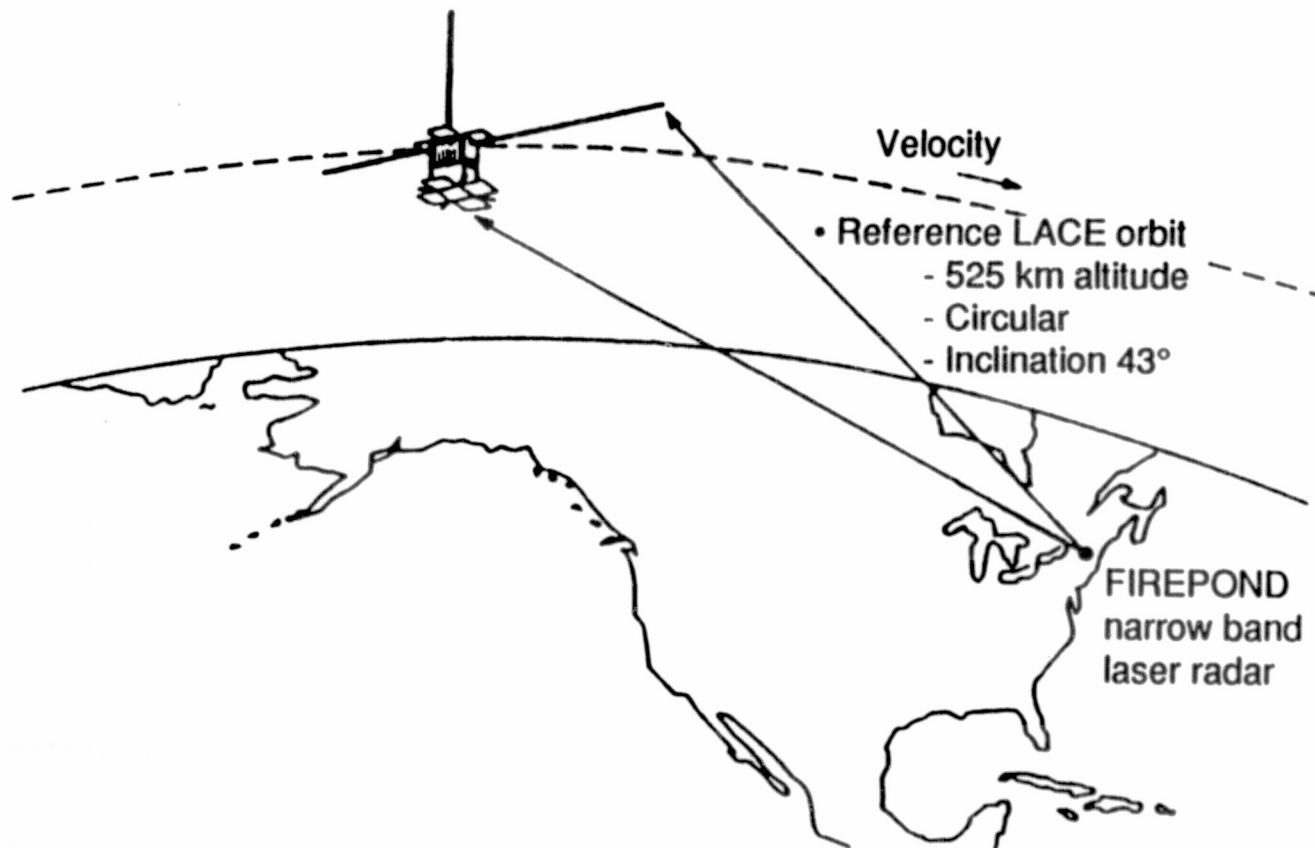 Velocity
• Reference LACE orbit
- 525 km altitude
- Circular
- Inclination 43°
FIREPOND
narrow band
laser radar